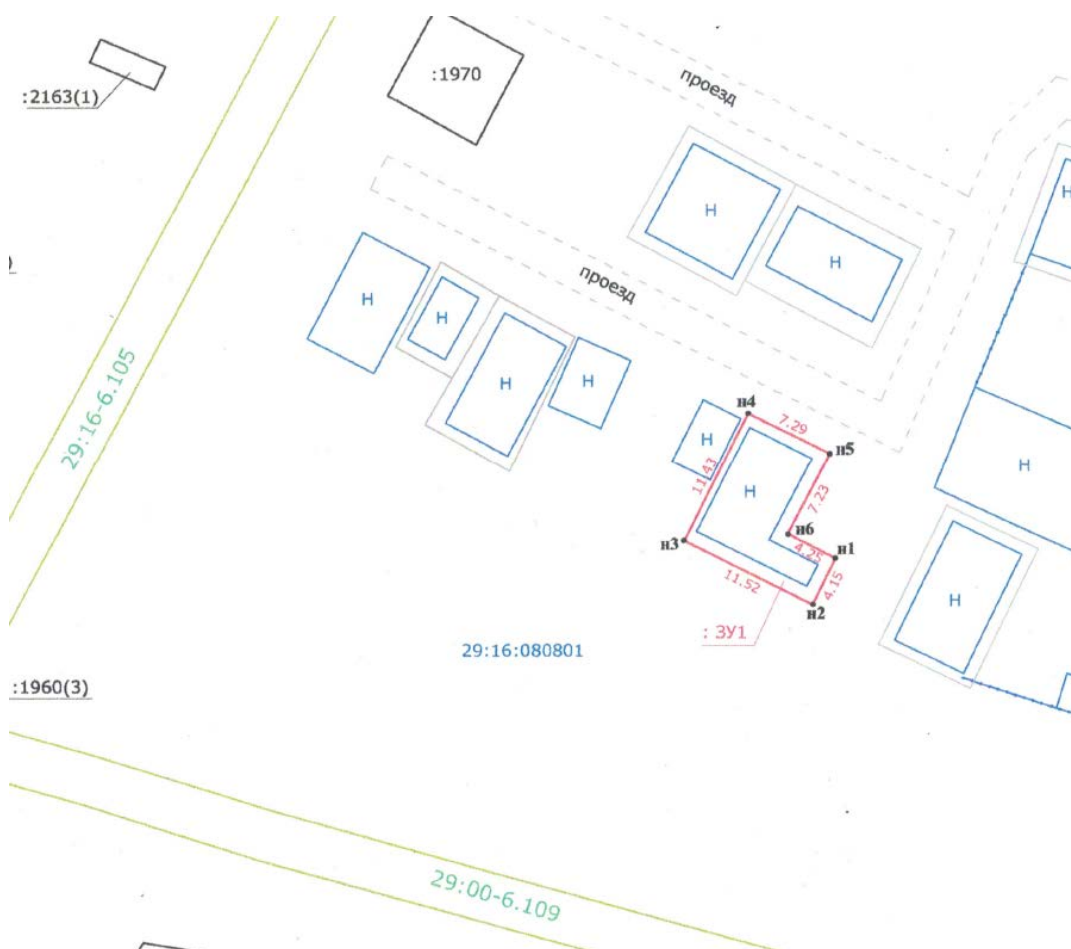 :1970
:2163(1)
проезд
Н
Н
Н
проезд
)
Н
Н
Н
Н
29:16-6.105
н4
7.29
Н
н5
11.43
Н
7.23
Н
н6
н3
4.25
н1
11.52
4.15
н2
Н
: ЗУ1
29:16:080801
:1960(3)
29:00-6.109